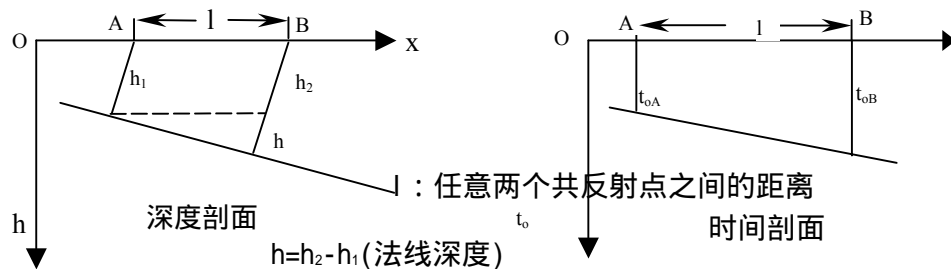 A l B
O x
h₁ h₂
h
h
深度剖面
l：任意两个共反射点之间的距离
h=h₂-h₁(法线深度)
A l B
O
tₒA tₒB
tₒ
时间剖面